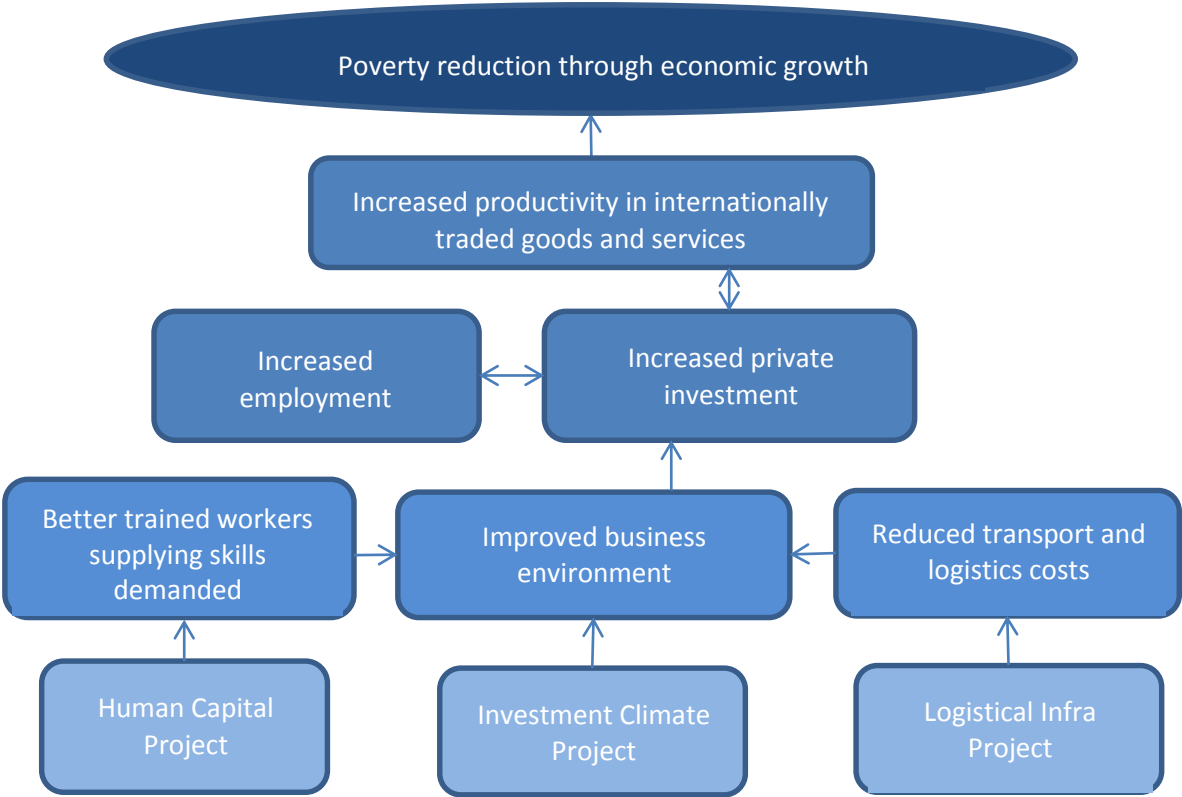 Poverty reduction through economic growth
Increased productivity in internationally
traded goods and services
Increased
employment
Increased private
investment
Better trained workers
supplying skills
demanded
Improved business
environment
Reduced transport and
logistics costs
Human Capital
Project
Investment Climate
Project
Logistical Infra
Project